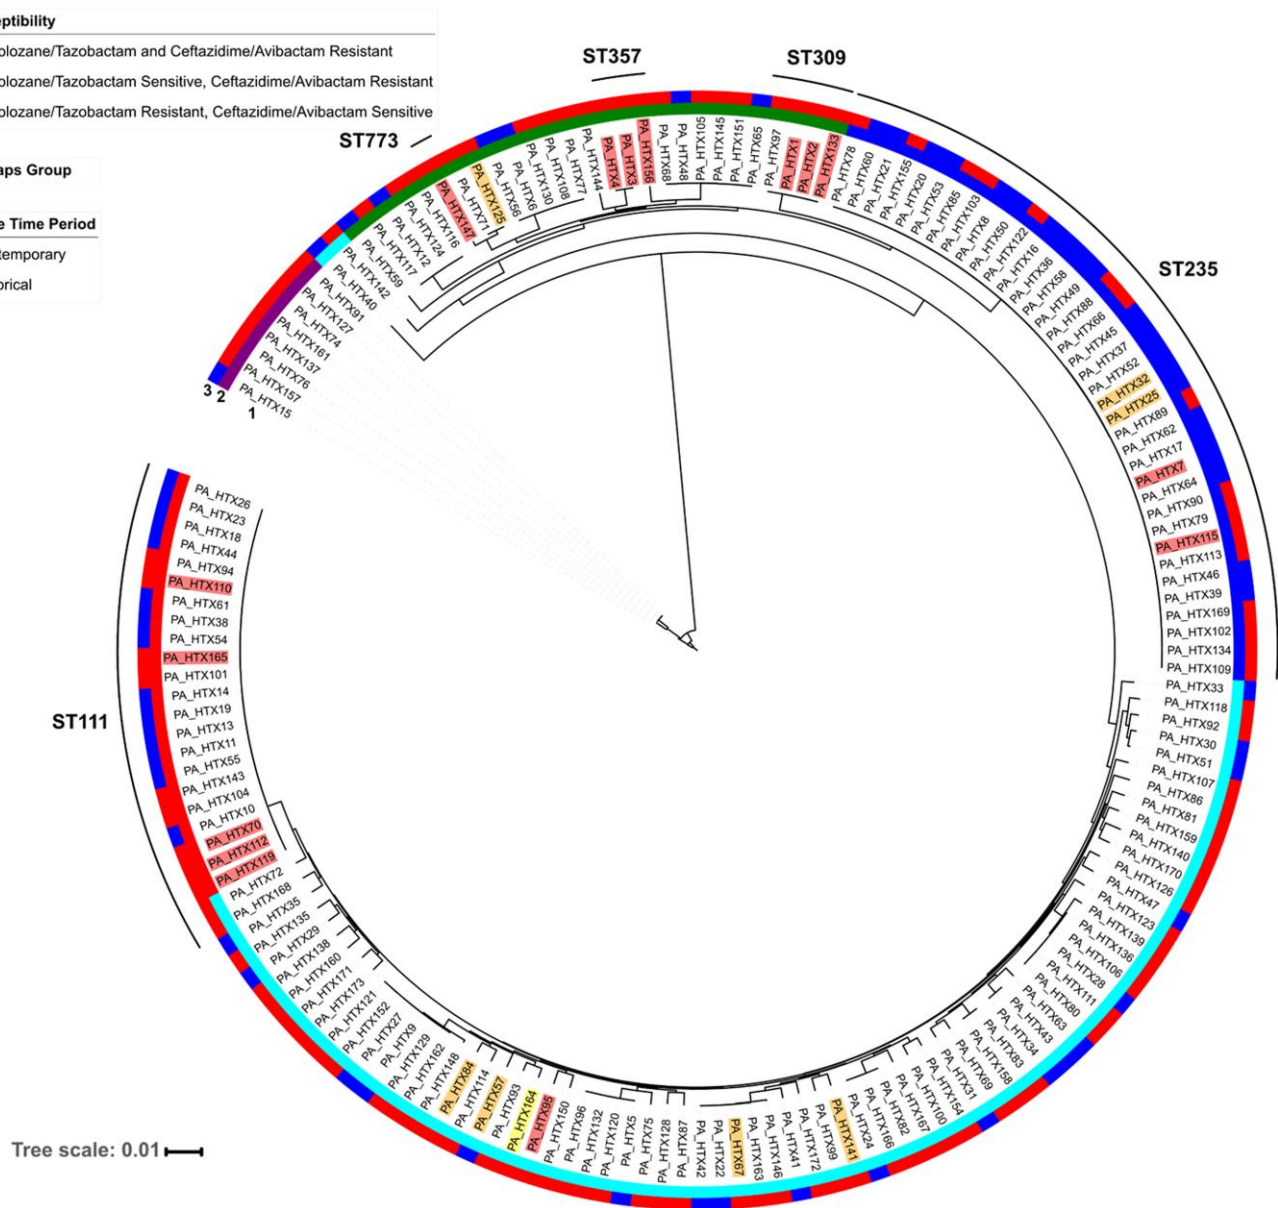 eptibility
olozane/Tazobactam and Ceftazidime/Avibactam Resistant
olozane/Tazobactam Sensitive, Ceftazidime/Avibactam Resistant
olozane/Tazobactam Resistant, Ceftazidime/Avibactam Sensitive
aps Group
e Time Period
temporary
orical
ST773
ST357
ST309
ST235
ST111
3
2
1
PA_HTX15
PA_HTX157
PA_HTX76
PA_HTX137
PA_HTX161
PA_HTX74
PA_HTX127
PA_HTX91
PA_HTX40
PA_HTX142
PA_HTX59
PA_HTX117
PA_HTX12
PA_HTX124
PA_HTX116
PA_HTX147
PA_HTX71
PA_HTX125
PA_HTX56
PA_HTX6
PA_HTX130
PA_HTX108
PA_HTX77
PA_HTX144
PA_HTX4
PA_HTX3
PA_HTX156
PA_HTX68
PA_HTX48
PA_HTX105
PA_HTX145
PA_HTX151
PA_HTX65
PA_HTX97
PA_HTX1
PA_HTX2
PA_HTX133
PA_HTX78
PA_HTX60
PA_HTX21
PA_HTX155
PA_HTX20
PA_HTX53
PA_HTX85
PA_HTX103
PA_HTX8
PA_HTX50
PA_HTX122
PA_HTX16
PA_HTX36
PA_HTX58
PA_HTX49
PA_HTX88
PA_HTX66
PA_HTX45
PA_HTX37
PA_HTX52
PA_HTX32
PA_HTX25
PA_HTX89
PA_HTX62
PA_HTX17
PA_HTX7
PA_HTX64
PA_HTX90
PA_HTX79
PA_HTX115
PA_HTX113
PA_HTX46
PA_HTX39
PA_HTX169
PA_HTX102
PA_HTX134
PA_HTX109
PA_HTX33
PA_HTX118
PA_HTX92
PA_HTX30
PA_HTX51
PA_HTX107
PA_HTX86
PA_HTX81
PA_HTX159
PA_HTX140
PA_HTX170
PA_HTX126
PA_HTX47
PA_HTX123
PA_HTX139
PA_HTX136
PA_HTX106
PA_HTX28
PA_HTX111
PA_HTX80
PA_HTX63
PA_HTX43
PA_HTX34
PA_HTX83
PA_HTX158
PA_HTX69
PA_HTX31
PA_HTX154
PA_HTX100
PA_HTX167
PA_HTX82
PA_HTX166
PA_HTX24
PA_HTX141
PA_HTX99
PA_HTX172
PA_HTX41
PA_HTX146
PA_HTX163
PA_HTX67
PA_HTX22
PA_HTX42
PA_HTX87
PA_HTX128
PA_HTX75
PA_HTX5
PA_HTX120
PA_HTX132
PA_HTX96
PA_HTX150
PA_HTX95
PA_HTX164
PA_HTX93
PA_HTX57
PA_HTX114
PA_HTX84
PA_HTX148
PA_HTX162
PA_HTX129
PA_HTX9
PA_HTX27
PA_HTX152
PA_HTX121
PA_HTX173
PA_HTX171
PA_HTX160
PA_HTX138
PA_HTX29
PA_HTX135
PA_HTX35
PA_HTX168
PA_HTX72
PA_HTX119
PA_HTX112
PA_HTX70
PA_HTX10
PA_HTX104
PA_HTX143
PA_HTX55
PA_HTX11
PA_HTX13
PA_HTX19
PA_HTX14
PA_HTX101
PA_HTX165
PA_HTX54
PA_HTX38
PA_HTX61
PA_HTX110
PA_HTX94
PA_HTX44
PA_HTX18
PA_HTX23
PA_HTX26
Tree scale: 0.01